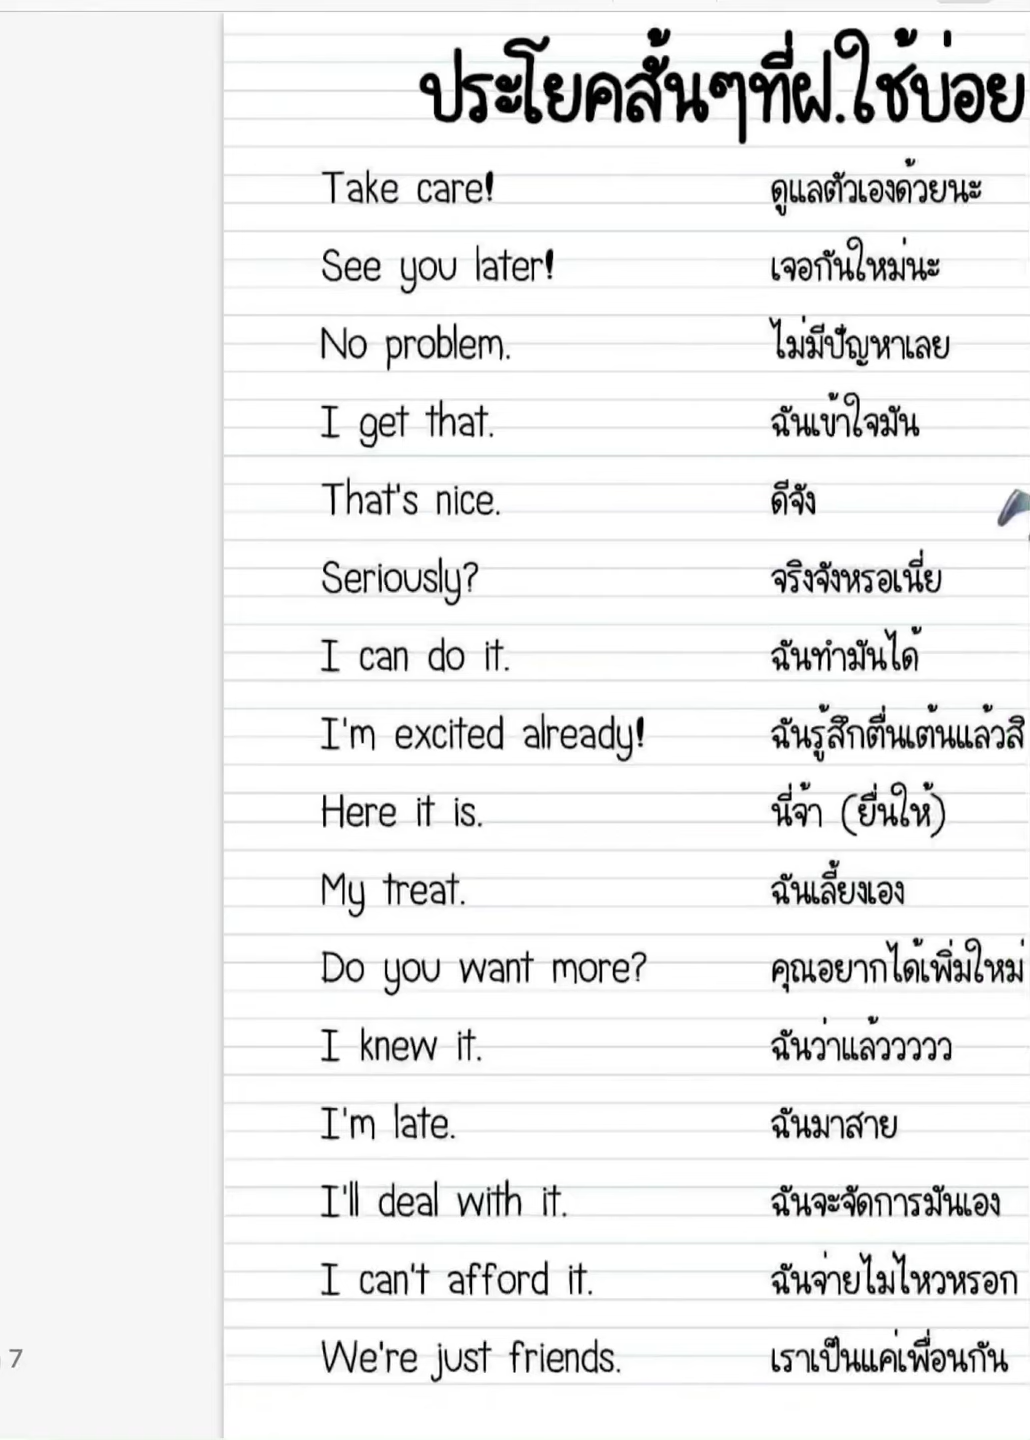 ประโยคสั้นๆที่ฝ.ใช้บ่อย
Take care! ดูแลตัวเองด้วยนะ
See you later! เจอกันใหม่นะ
No problem. ไม่มีปัญหาเลย
I get that. ฉันเข้าใจมัน
That's nice. ดีจัง
Seriously? จริงจังหรอเนี่ย
I can do it. ฉันทำมันได้
I'm excited already! ฉันรู้สึกตื่นเต้นแล้วสิ
Here it is. นี่จ้า (ยื่นให้)
My treat. ฉันเลี้ยงเอง
Do you want more? คุณอยากได้เพิ่มใหม่
I knew it. ฉันว่าแล้วววววว
I'm late. ฉันมาสาย
I'll deal with it. ฉันจะจัดการมันเอง
I can't afford it. ฉันจ่ายไม่ไหวหรอก
We're just friends. เราเป็นแค่เพื่อนกัน
7